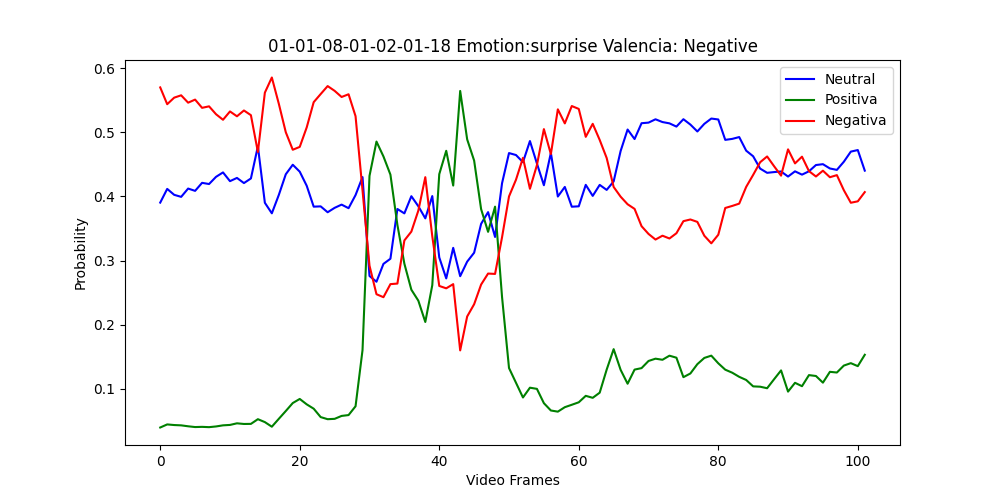 01-01-08-01-02-01-18 Emotion:surprise Valencia: Negative
Neutral
Positiva
Negativa
Probability
0.6
0.5
0.4
0.3
0.2
0.1
0 20 40 60 80 100
Video Frames